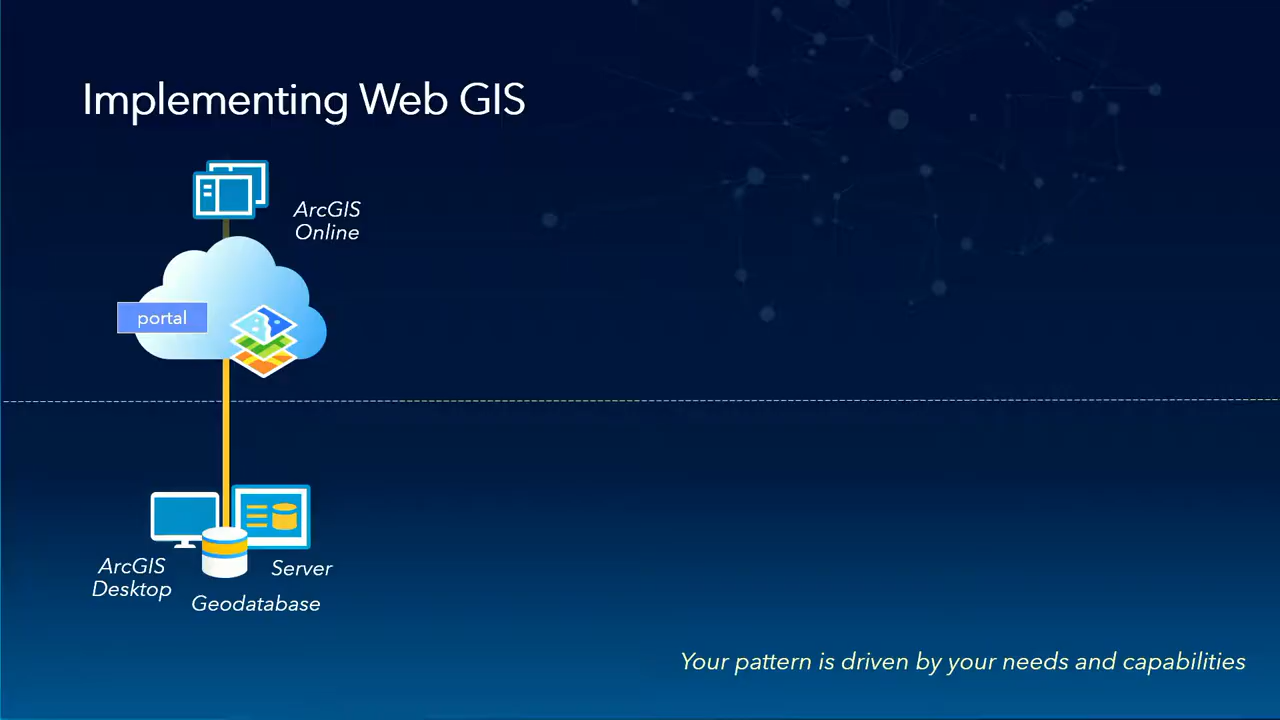 Implementing Web GIS
ArcGIS
Online
portal
ArcGIS
Desktop
Server
Geodatabase
Your pattern is driven by your needs and capabilities